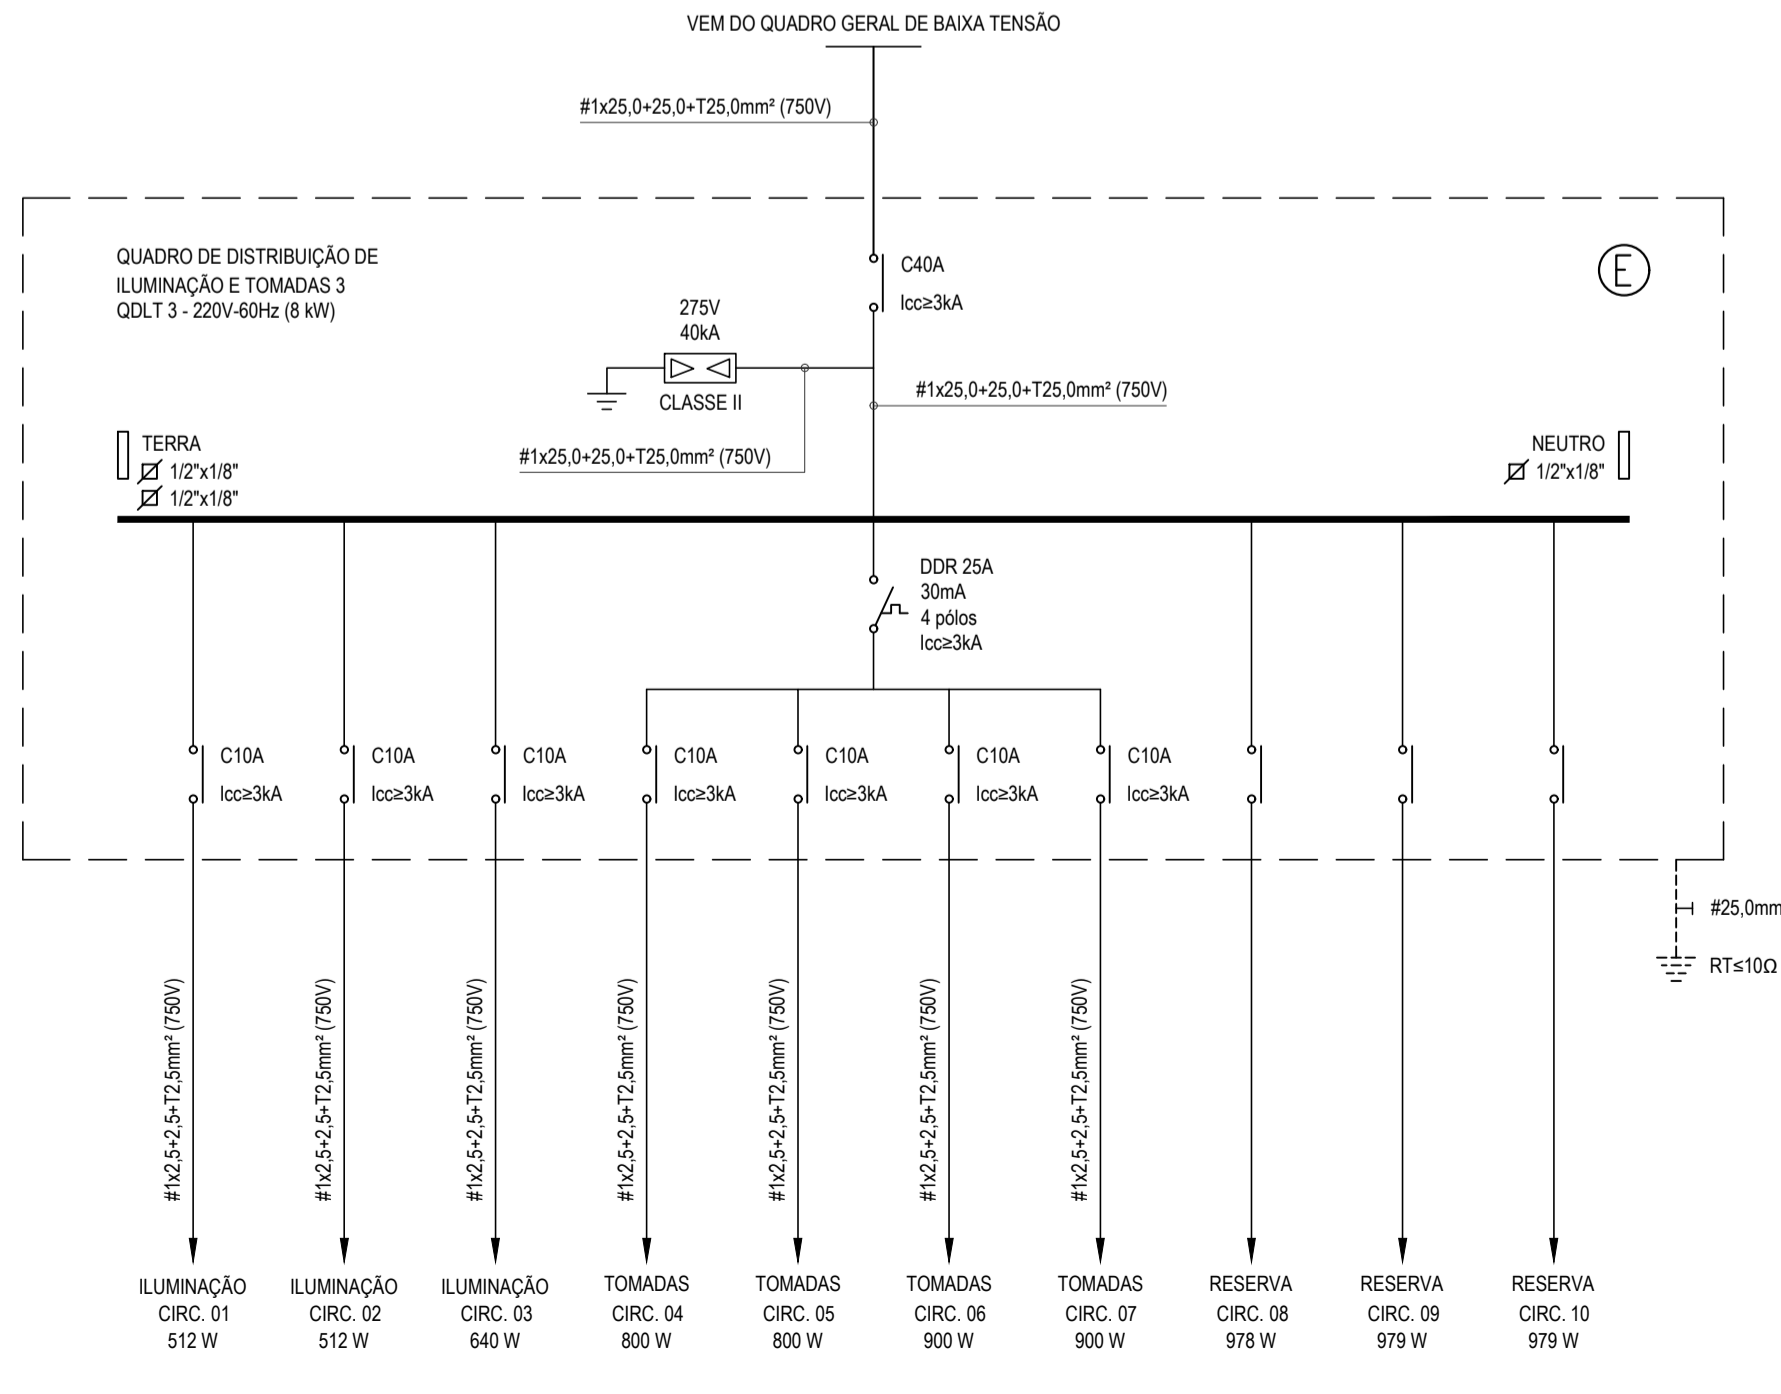 VEM DO QUADRO GERAL DE BAIXA TENSÃO
#1x25,0+25,0+T25,0mm² (750V)
QUADRO DE DISTRIBUIÇÃO DE
ILUMINAÇÃO E TOMADAS 3
QDLT 3 - 220V-60Hz (8 kW)
C40A
Icc≥3kA
E
275V
40kA
CLASSE II
#1x25,0+25,0+T25,0mm² (750V)
#1x25,0+25,0+T25,0mm² (750V)
TERRA
1/2"x1/8"
1/2"x1/8"
NEUTRO
1/2"x1/8"
DDR 25A
30mA
4 pólos
Icc≥3kA
C10A
Icc≥3kA
C10A
Icc≥3kA
C10A
Icc≥3kA
C10A
Icc≥3kA
C10A
Icc≥3kA
C10A
Icc≥3kA
C10A
Icc≥3kA
#25,0mm
RT≤10Ω
#1x2,5+2,5+T2,5mm² (750V)
#1x2,5+2,5+T2,5mm² (750V)
#1x2,5+2,5+T2,5mm² (750V)
#1x2,5+2,5+T2,5mm² (750V)
#1x2,5+2,5+T2,5mm² (750V)
#1x2,5+2,5+T2,5mm² (750V)
#1x2,5+2,5+T2,5mm² (750V)
ILUMINAÇÃO
CIRC. 01
512 W
ILUMINAÇÃO
CIRC. 02
512 W
ILUMINAÇÃO
CIRC. 03
640 W
TOMADAS
CIRC. 04
800 W
TOMADAS
CIRC. 05
800 W
TOMADAS
CIRC. 06
900 W
TOMADAS
CIRC. 07
900 W
RESERVA
CIRC. 08
978 W
RESERVA
CIRC. 09
979 W
RESERVA
CIRC. 10
979 W